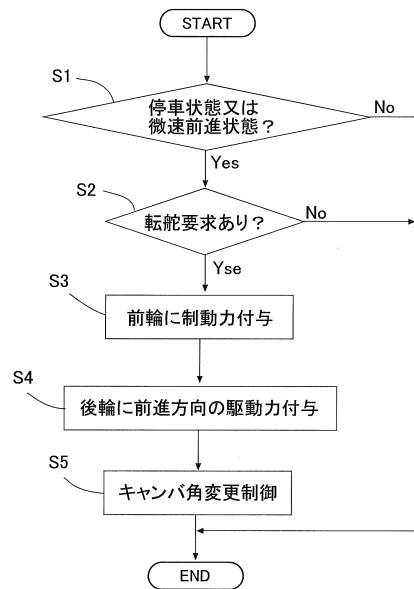 START
S1
停車状態又は
微速前進状態？
No
Yes
S2
転舵要求あり？
No
Yse
S3
前輪に制動力付与
S4
後輪に前進方向の駆動力付与
S5
キャンバ角変更制御
END